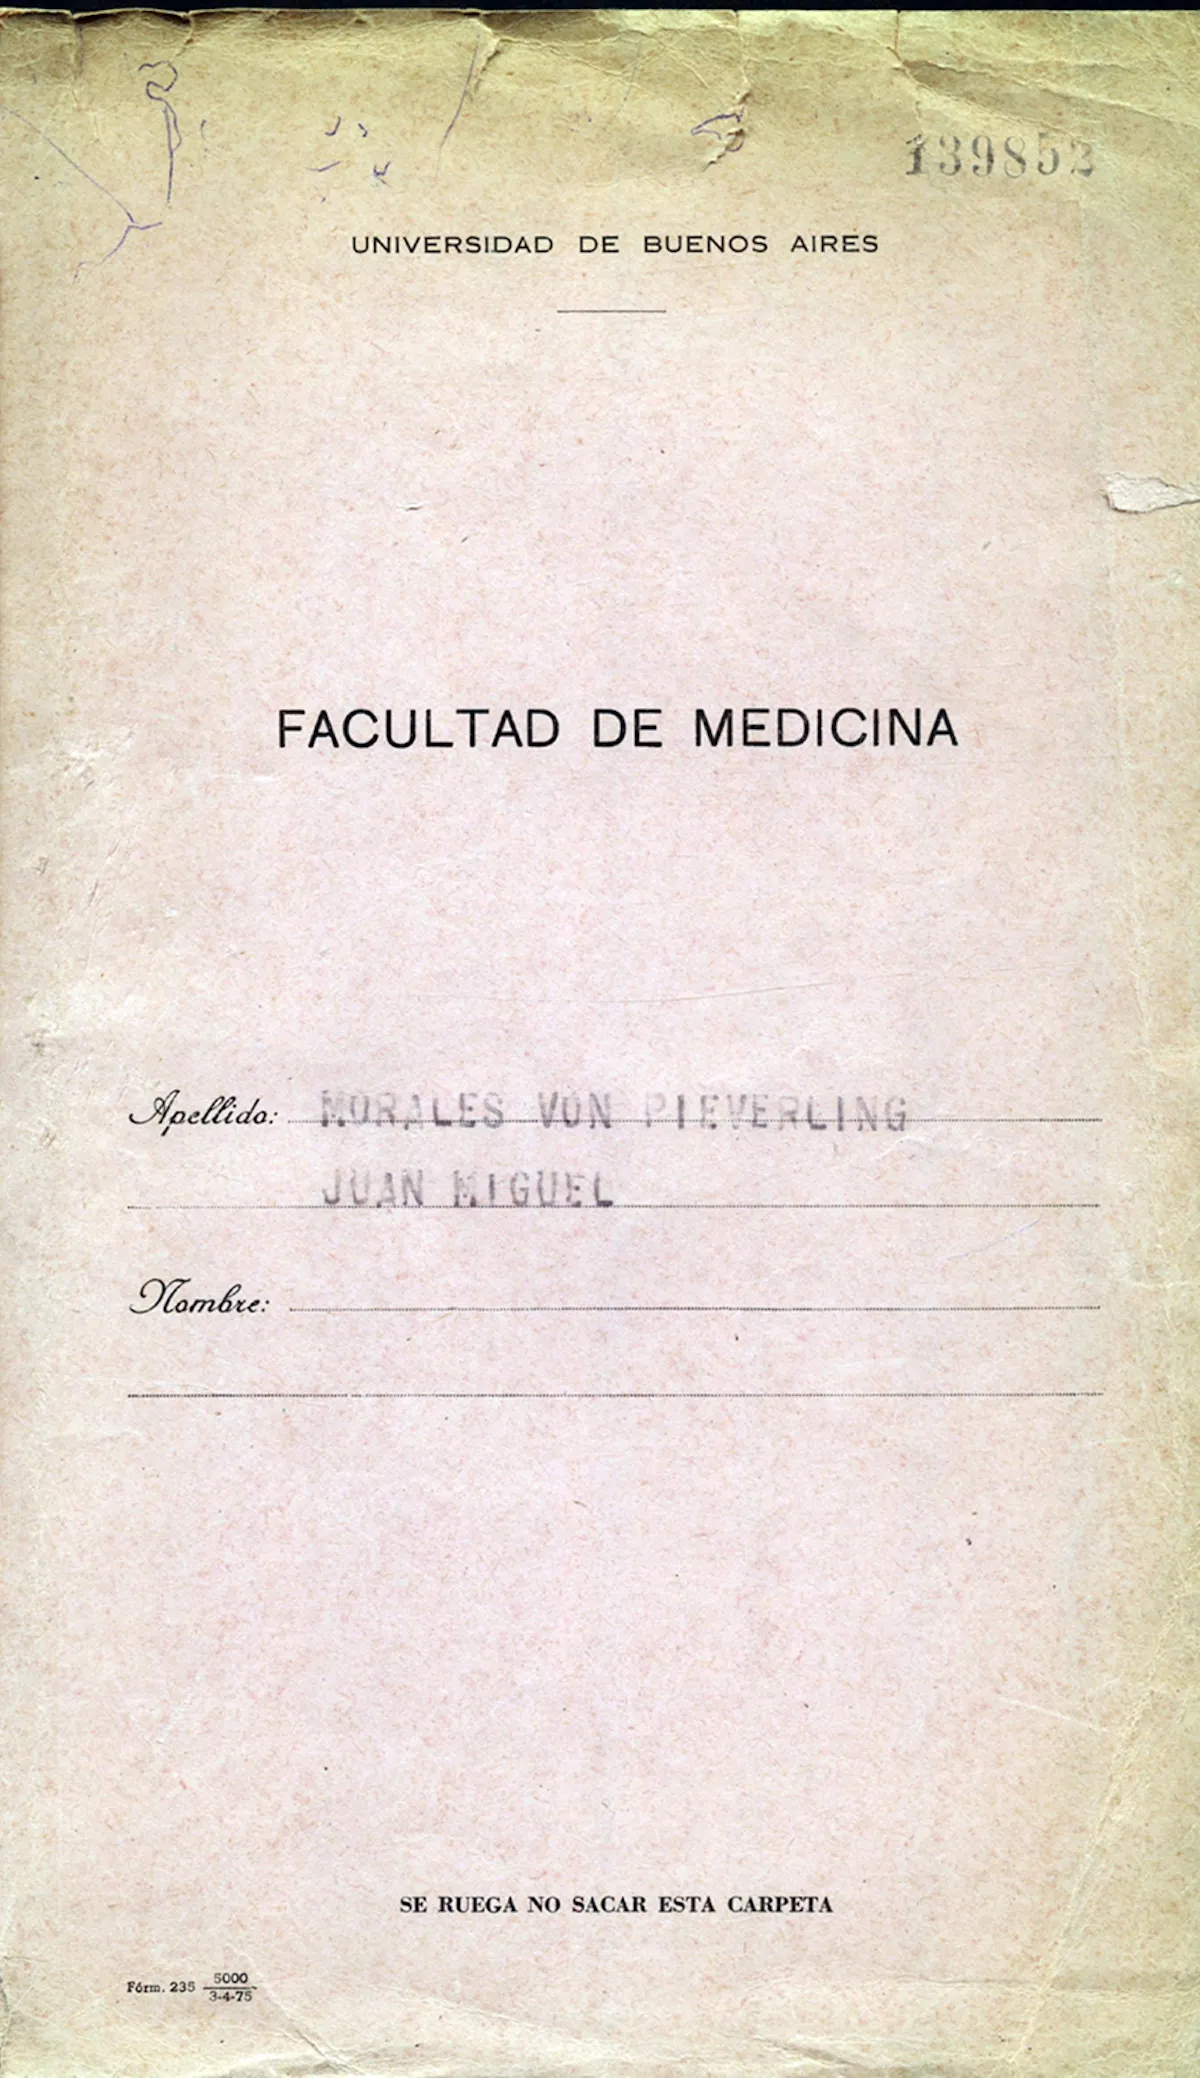 139852
UNIVERSIDAD DE BUENOS AIRES
FACULTAD DE MEDICINA
Apellido: MORALES VON PIEVERLING
JUAN MIGUEL
Nombre:
SE RUEGA NO SACAR ESTA CARPETA
Fórm. 235 5000
3-4-75